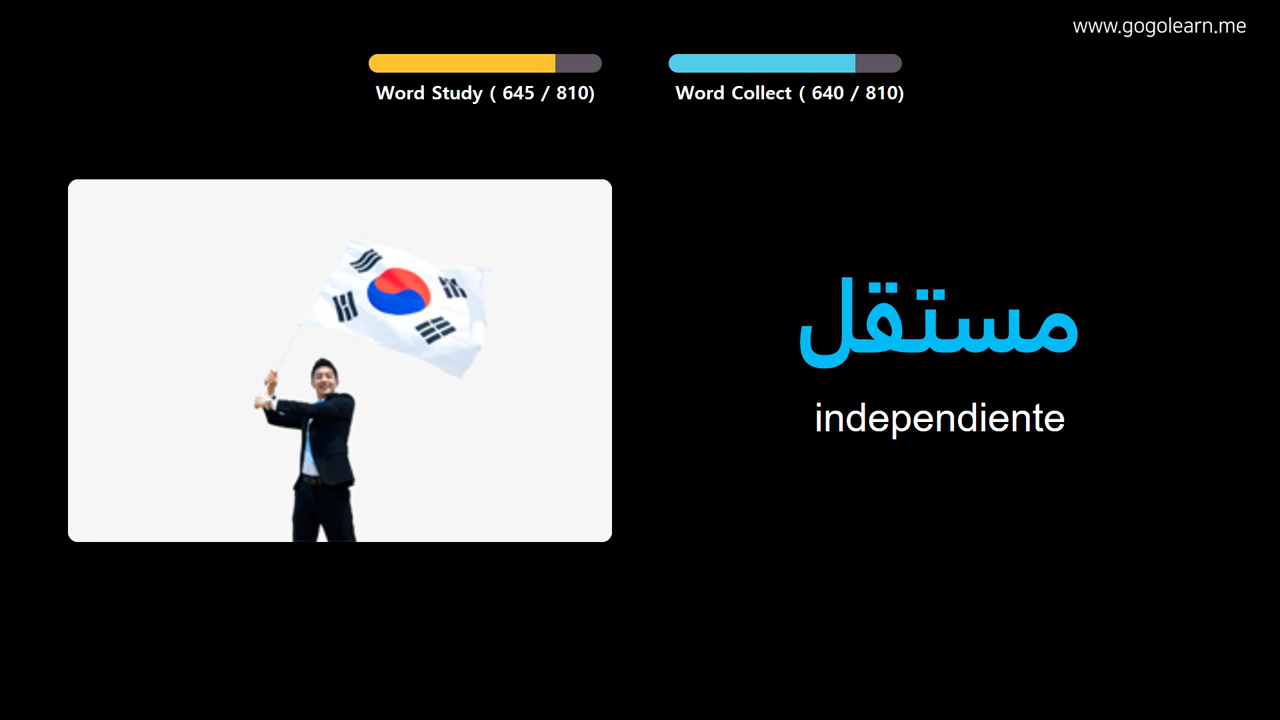 www.gogolearn.me
Word Study ( 645 / 810)
Word Collect ( 640 / 810)
مستقل
independiente